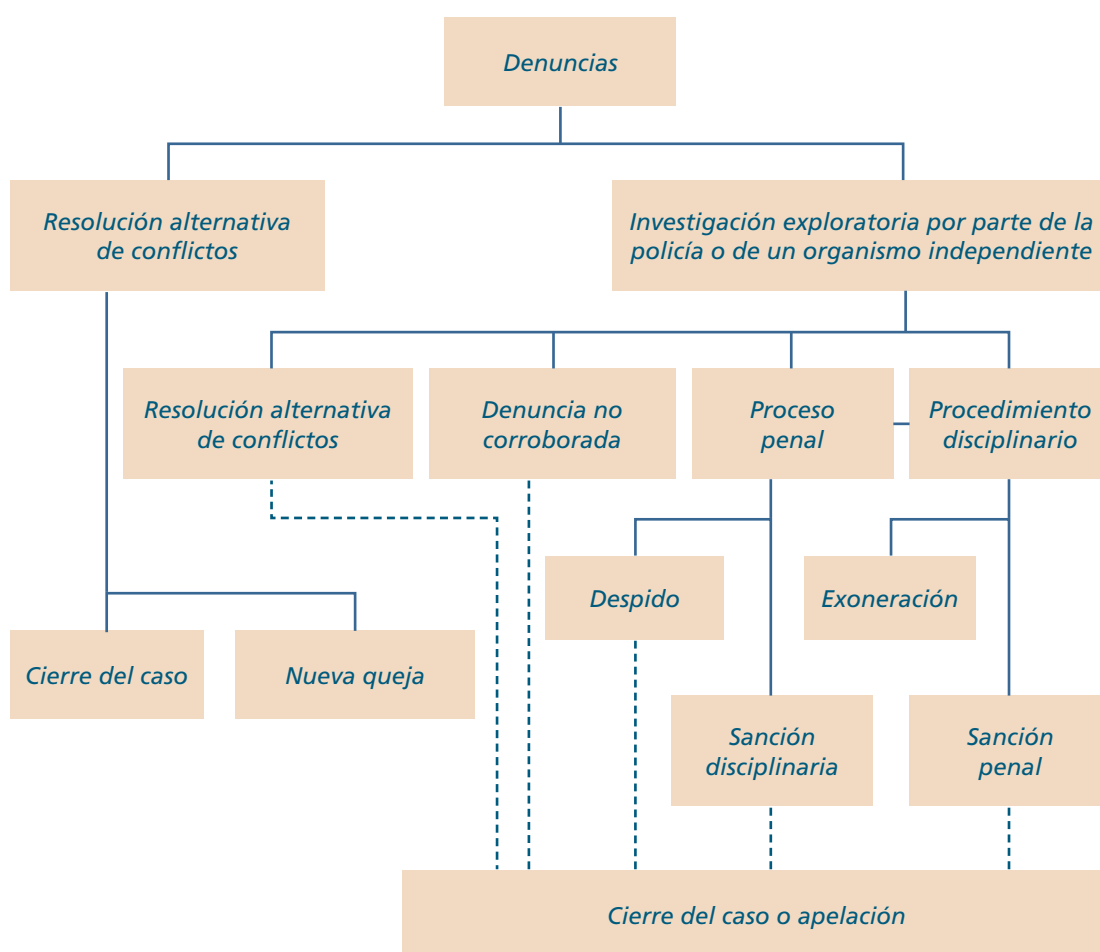 Denuncias
Resolución alternativa
de conflictos
Investigación exploratoria por parte de la
policía o de un organismo independiente
Resolución alternativa
de conflictos
Denuncia no
corroborada
Proceso
penal
Procedimiento
disciplinario
Despido
Exoneración
Cierre del caso
Nueva queja
Sanción
disciplinaria
Sanción
penal
Cierre del caso o apelación